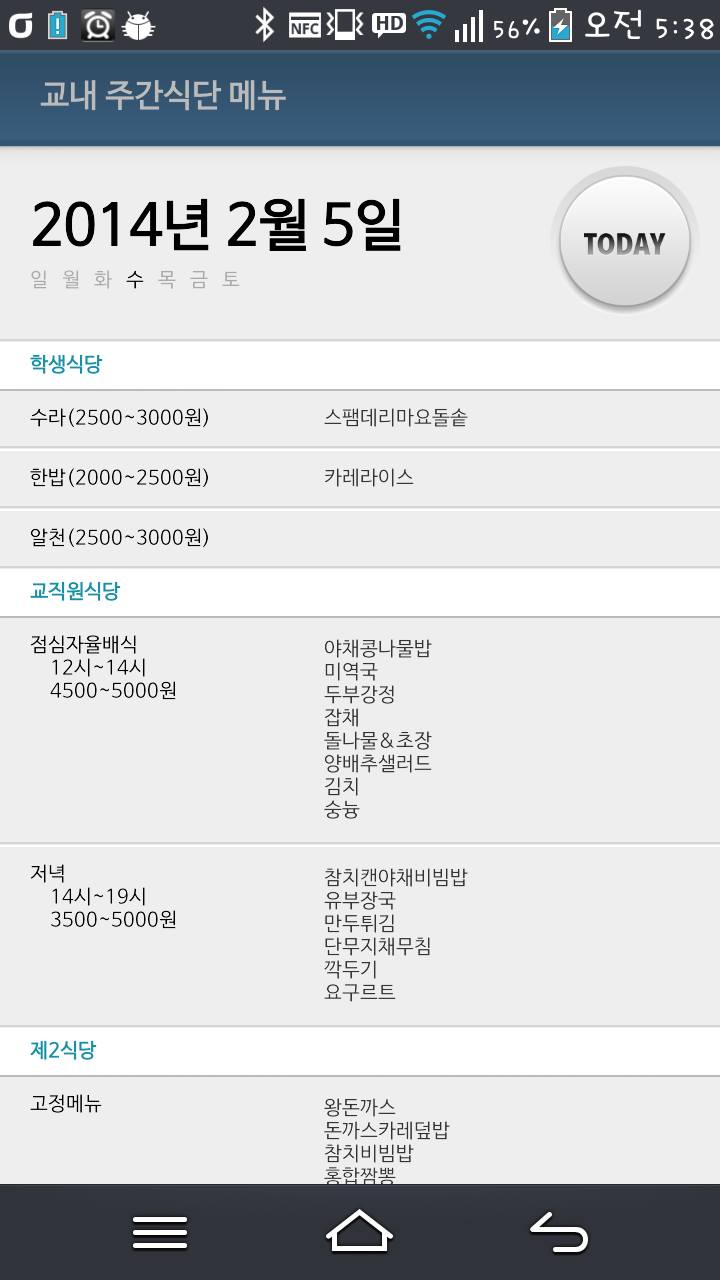 NFC HD 56% 오전 5:38
교내 주간식단 메뉴
2014년 2월 5일
TODAY
일 월 화 수 목 금 토
학생식당
수라(2500~3000원) 스팸데리마요돌솥
한밥(2000~2500원) 카레라이스
알천(2500~3000원)
교직원식당
점심자율배식
12시~14시
4500~5000원
야채콩나물밥
미역국
두부강정
잡채
돌나물&초장
양배추샐러드
김치
숭늉
저녁
14시~19시
3500~5000원
참치캔야채비빔밥
유부장국
만두튀김
단무지채무침
깍두기
요구르트
제2식당
고정메뉴
왕돈까스
돈까스카레덮밥
참치비빔밥
홍합짬뽕